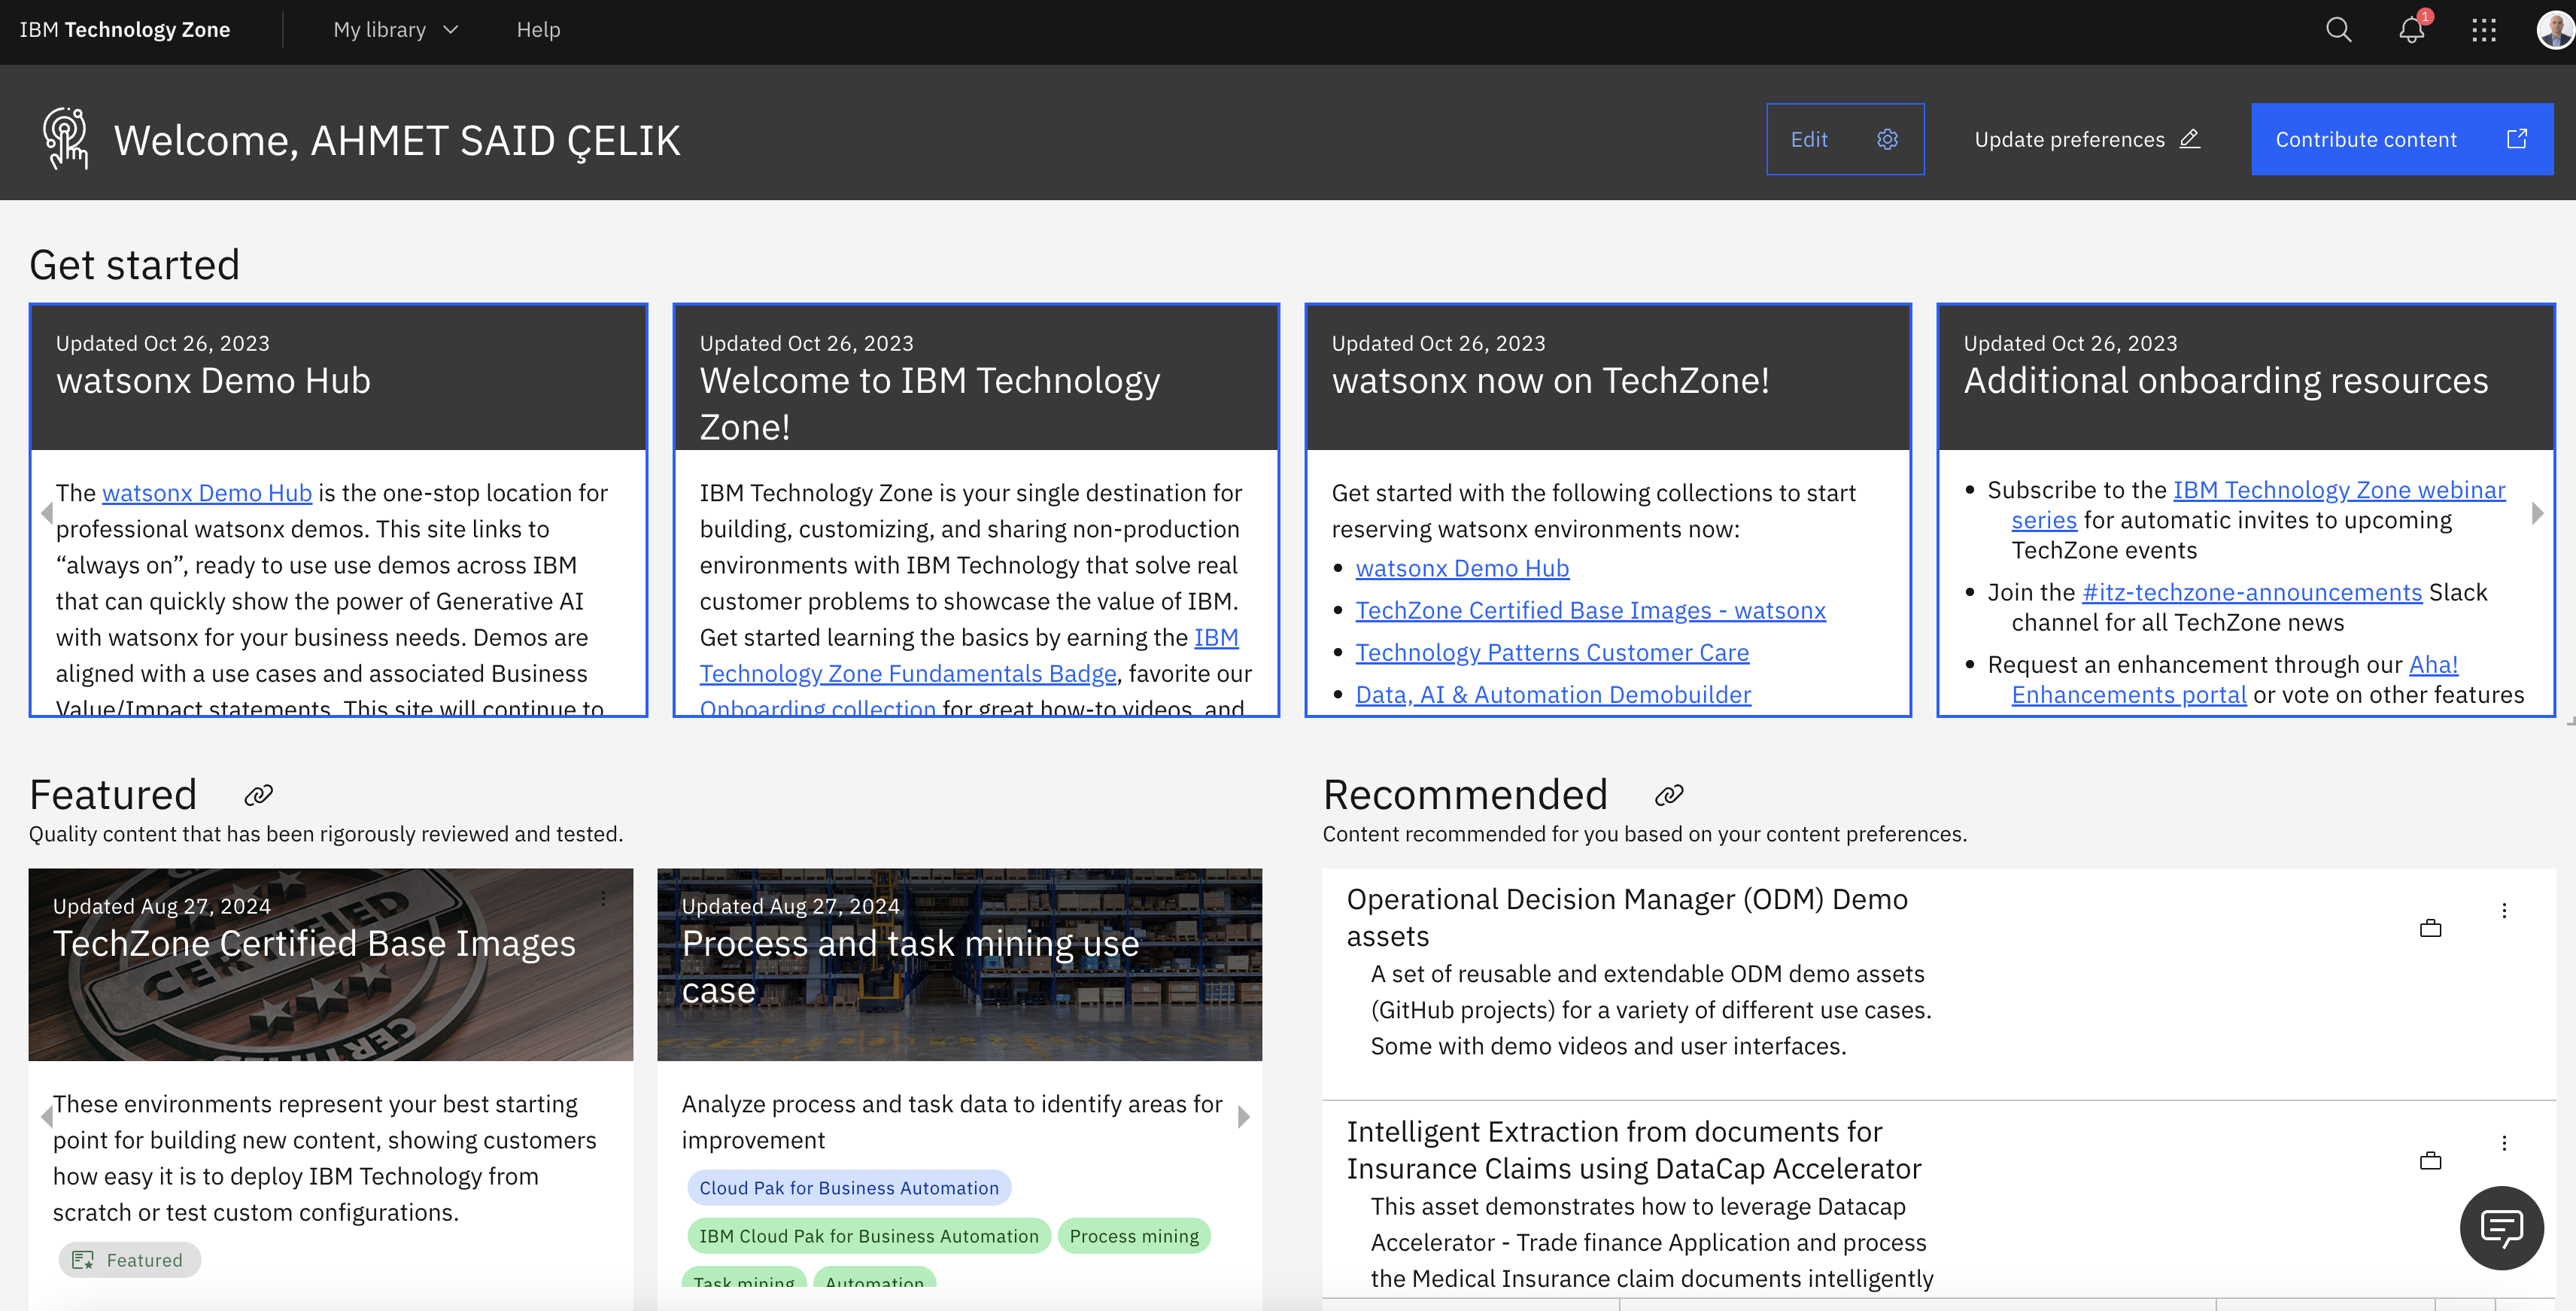 IBM Technology Zone
My library
Help
1
Welcome, AHMET SAID ÇELIK
Edit
Update preferences
Contribute content
Get started
Updated Oct 26, 2023
watsonx Demo Hub
The watsonx Demo Hub is the one-stop location for
professional watsonx demos. This site links to
“always on”, ready to use use demos across IBM
that can quickly show the power of Generative AI
with watsonx for your business needs. Demos are
aligned with a use cases and associated Business
Value/Impact statements. This site will continue to
Updated Oct 26, 2023
Welcome to IBM Technology
Zone!
IBM Technology Zone is your single destination for
building, customizing, and sharing non-production
environments with IBM Technology that solve real
customer problems to showcase the value of IBM.
Get started learning the basics by earning the IBM
Technology Zone Fundamentals Badge, favorite our
Onboarding collection for great how-to videos, and
Updated Oct 26, 2023
watsonx now on TechZone!
Get started with the following collections to start
reserving watsonx environments now:
• watsonx Demo Hub
• TechZone Certified Base Images - watsonx
• Technology Patterns Customer Care
• Data, AI & Automation Demobuilder
Updated Oct 26, 2023
Additional onboarding resources
• Subscribe to the IBM Technology Zone webinar
series for automatic invites to upcoming
TechZone events
• Join the #itz-techzone-announcements Slack
channel for all TechZone news
• Request an enhancement through our Aha!
Enhancements portal or vote on other features
Featured
Quality content that has been rigorously reviewed and tested.
Updated Aug 27, 2024
TechZone Certified Base Images
CERTIFIED
CERTIFIED
These environments represent your best starting
point for building new content, showing customers
how easy it is to deploy IBM Technology from
scratch or test custom configurations.
Featured
Updated Aug 27, 2024
Process and task mining use
case
Analyze process and task data to identify areas for
improvement
Cloud Pak for Business Automation
IBM Cloud Pak for Business Automation
Process mining
Task mining
Automation
Recommended
Content recommended for you based on your content preferences.
Operational Decision Manager (ODM) Demo
assets
A set of reusable and extendable ODM demo assets
(GitHub projects) for a variety of different use cases.
Some with demo videos and user interfaces.
Intelligent Extraction from documents for
Insurance Claims using DataCap Accelerator
This asset demonstrates how to leverage Datacap
Accelerator - Trade finance Application and process
the Medical Insurance claim documents intelligently